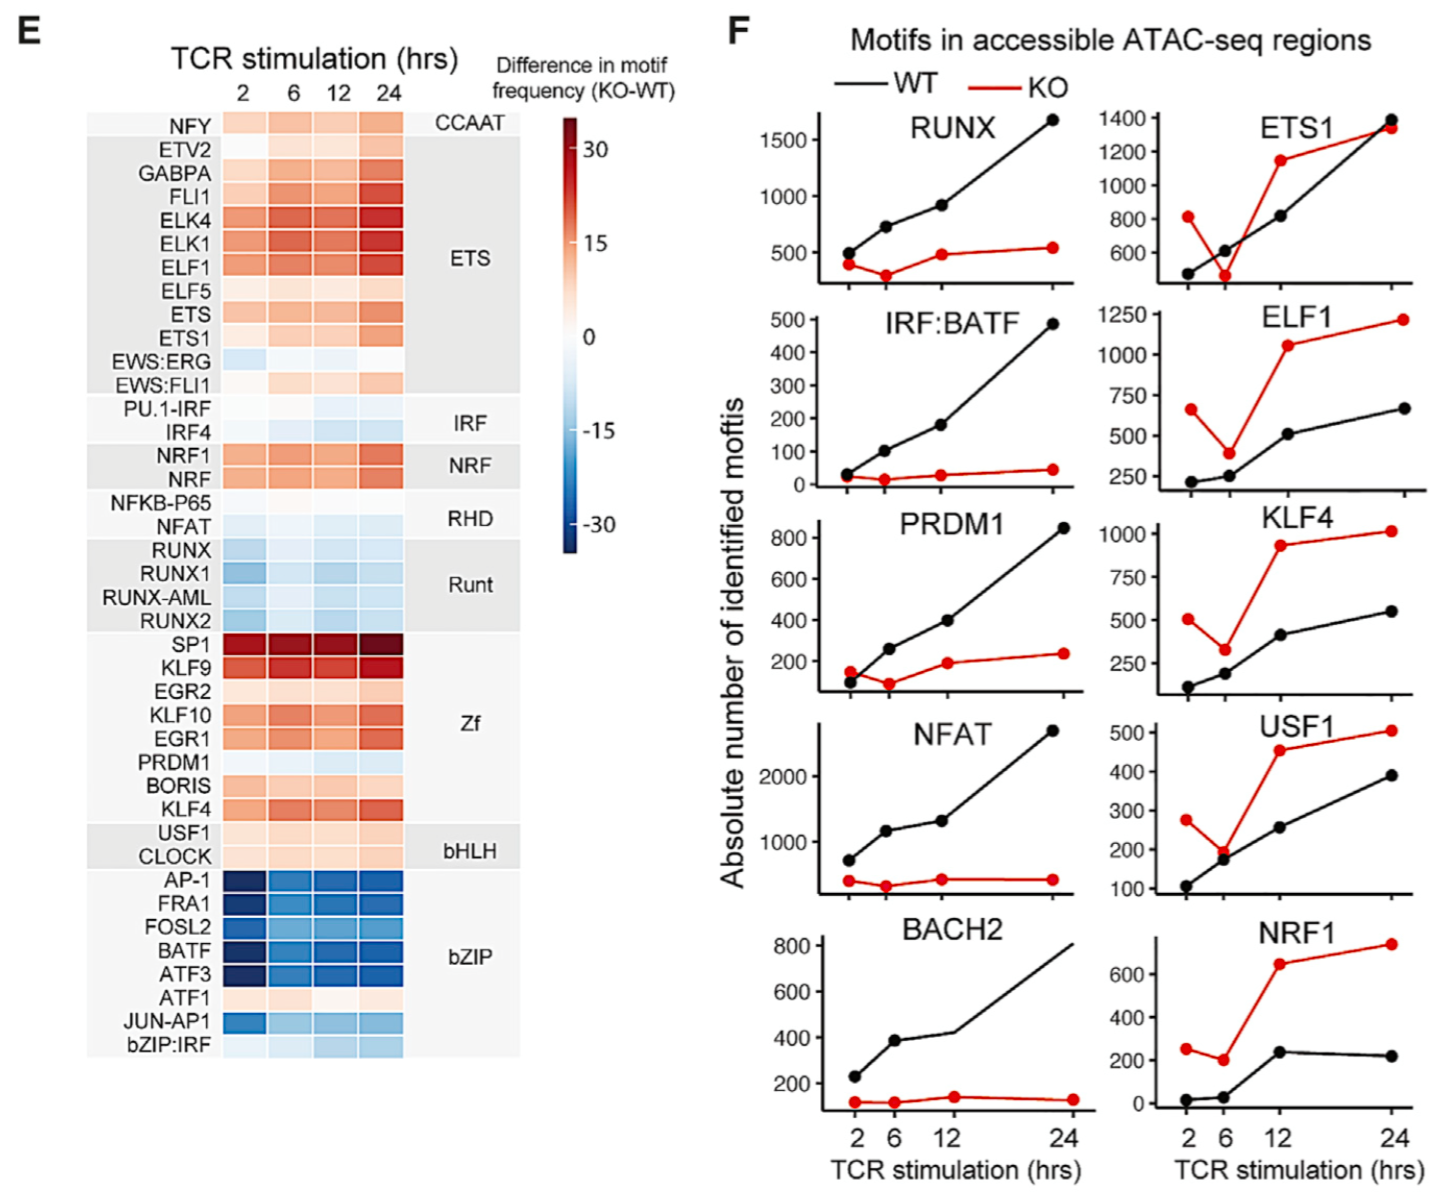 E
TCR stimulation (hrs)
2 6 12 24
Difference in motif
frequency (KO-WT)
30
15
0
-15
-30
NFY
CCAAT
ETV2
GABPA
FLI1
ELK4
ELK1
ELF1
ELF5
ETS
ETS1
EWS:ERG
EWS:FLI1
ETS
PU.1-IRF
IRF4
IRF
NRF1
NRF
NRF
NFKB-P65
NFAT
RHD
RUNX
RUNX1
RUNX-AML
RUNX2
Runt
SP1
KLF9
EGR2
KLF10
EGR1
PRDM1
BORIS
KLF4
Zf
USF1
CLOCK
bHLH
AP-1
FRA1
FOSL2
BATF
ATF3
ATF1
JUN-AP1
bZIP:IRF
bZIP
F
Motifs in accessible ATAC-seq regions
WT KO
Absolute number of identified moftis
RUNX
1500
1000
500
ETS1
1400
1200
1000
800
600
IRF:BATF
500
400
300
200
100
0
ELF1
1250
1000
750
500
250
PRDM1
800
600
400
200
KLF4
1000
750
500
250
NFAT
2000
1000
USF1
500
400
300
200
100
BACH2
800
600
400
200
2 6 12 24
TCR stimulation (hrs)
NRF1
600
400
200
0
2 6 12 24
TCR stimulation (hrs)